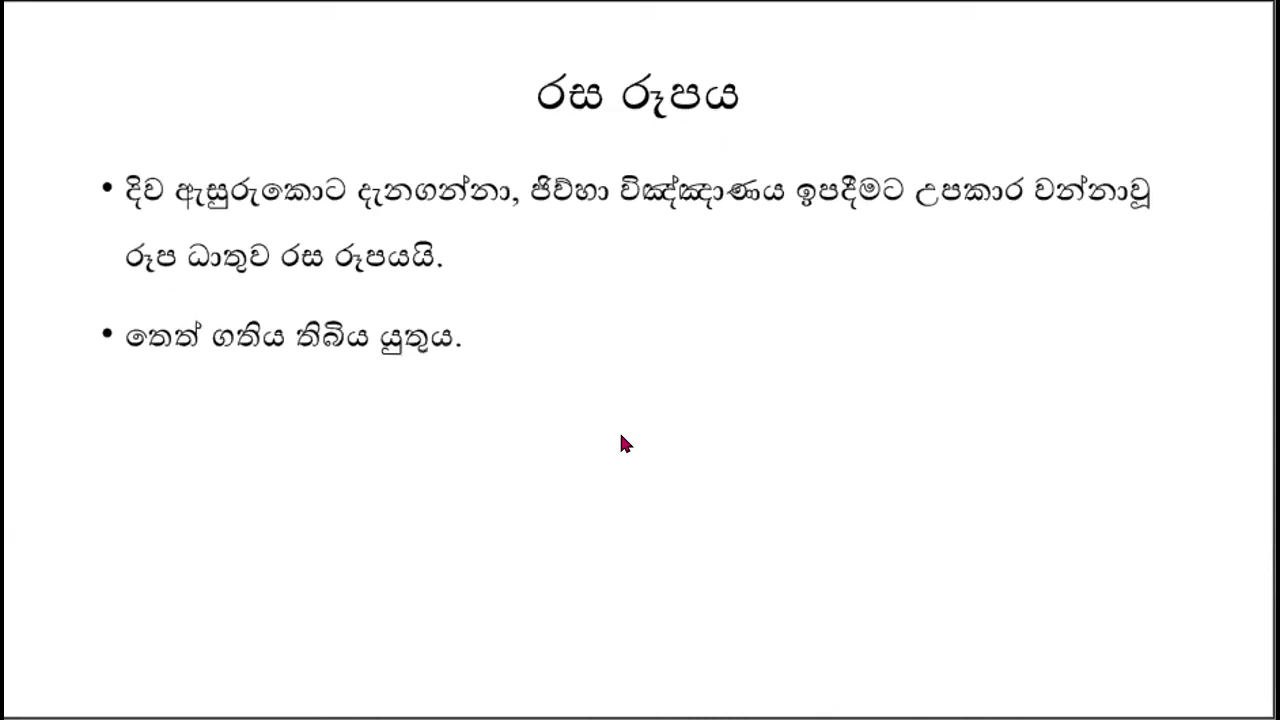 රස රූපය
• දිව ඇසුරුකොට දැනගන්නා, ජිව්හා විඤ්ඤාණය ඉපදීමට උපකාර වන්නාවූ
රූප ධාතුව රස රූපයයි.
• තෙත් ගතිය තිබිය යුතුය.